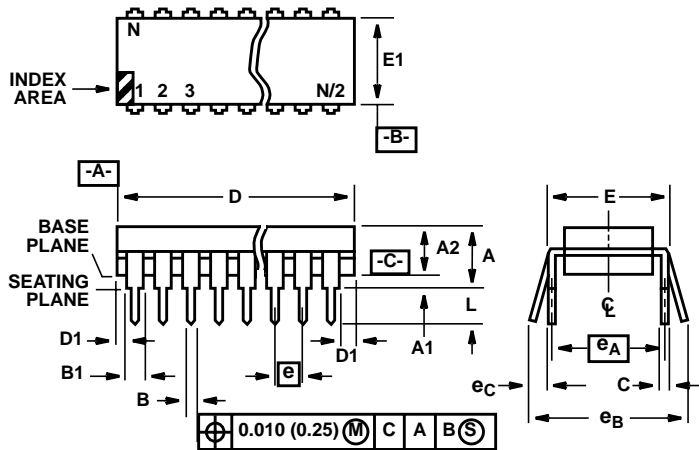 N
E1
INDEX
AREA
1 2 3 N/2
-B-
-A-
D
E
BASE
PLANE
A2
A
-C-
SEATING
PLANE
L
D1
A1
D1
B1
e
B
eA
eC
C
eB
CL
⌖ 0.010 (0.25) Ⓜ C A B Ⓢ